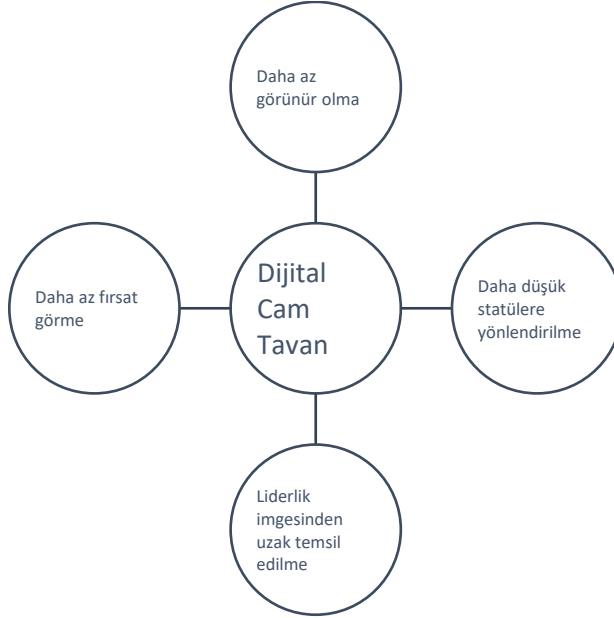 Daha az
görünür olma
Daha az fırsat
görme
Dijital
Cam
Tavan
Daha düşük
statülere
yönlendirilme
Liderlik
imgesinden
uzak temsil
edilme